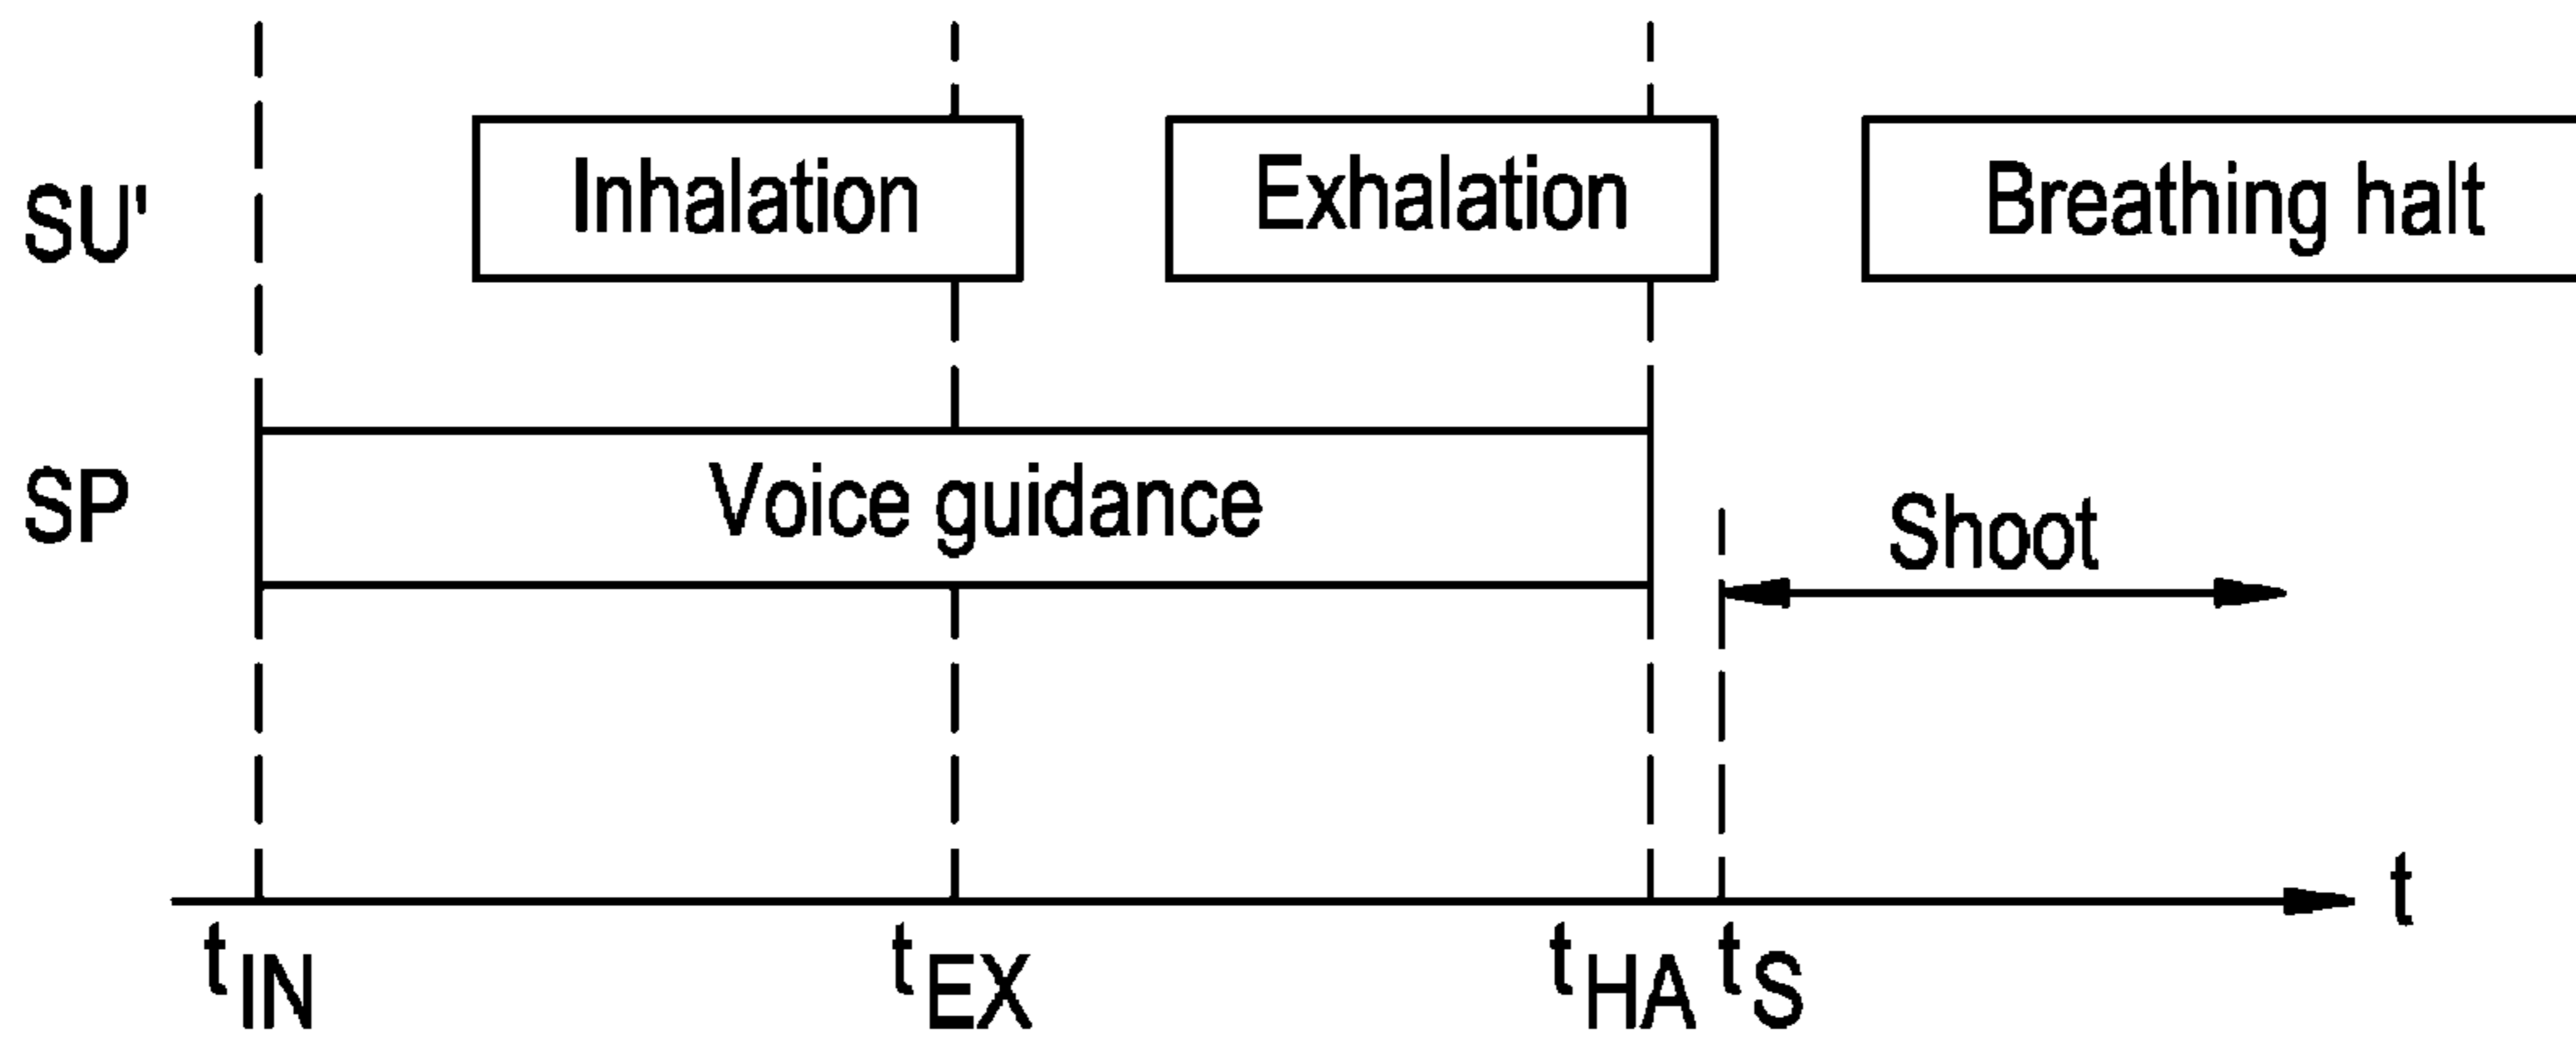 SU' Inhalation Exhalation Breathing halt
SP Voice guidance Shoot
t
tIN tEX tHA tS